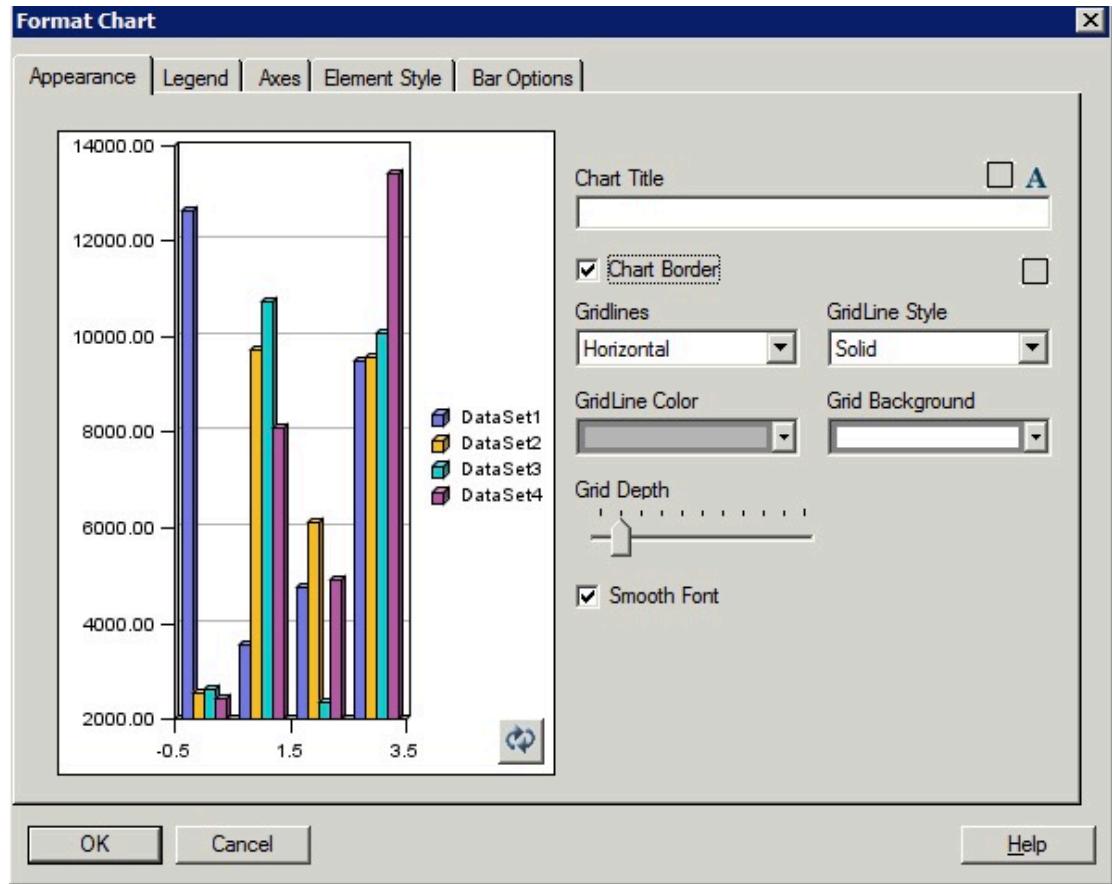 Format Chart
Appearance Legend Axes Element Style Bar Options
14000.00
12000.00
10000.00
8000.00
6000.00
4000.00
2000.00
-0.5 1.5 3.5
DataSet1
DataSet2
DataSet3
DataSet4
Chart Title A
Chart Border
Gridlines GridLine Style
Horizontal Solid
GridLine Color Grid Background
Grid Depth
Smooth Font
OK Cancel Help